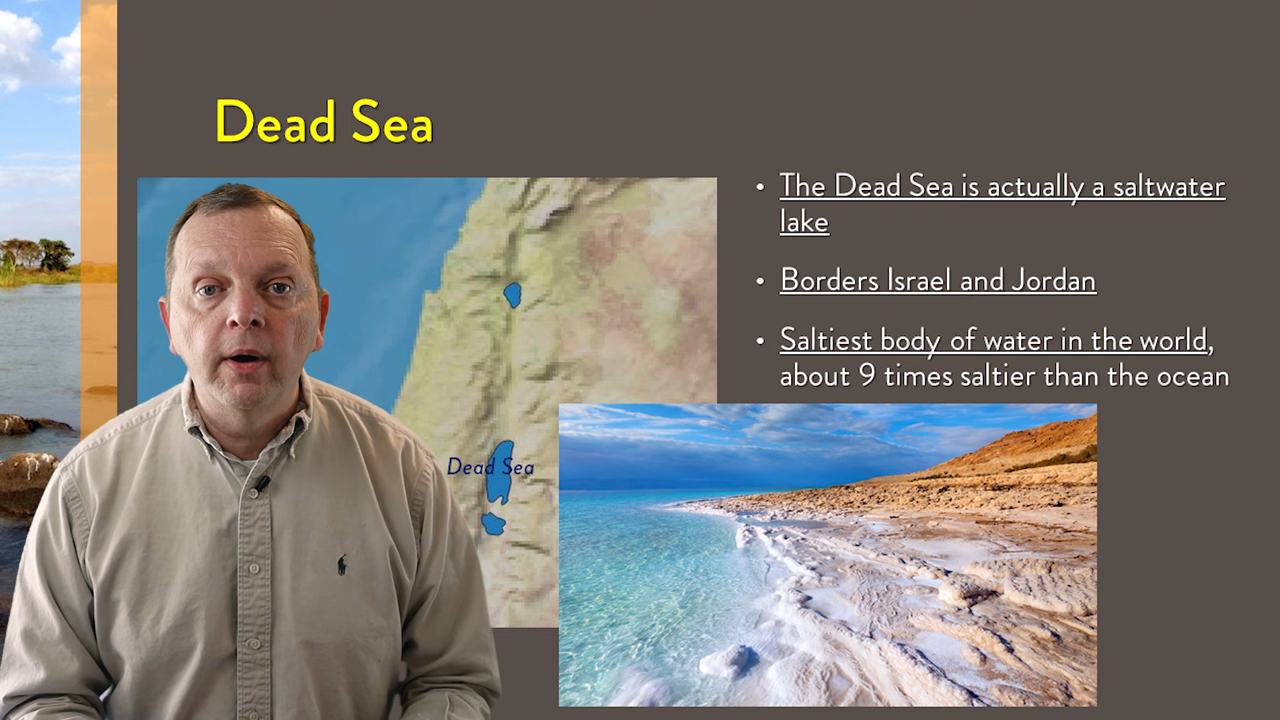 Dead Sea
• The Dead Sea is actually a saltwater
lake
• Borders Israel and Jordan
• Saltiest body of water in the world,
about 9 times saltier than the ocean
Dead Sea